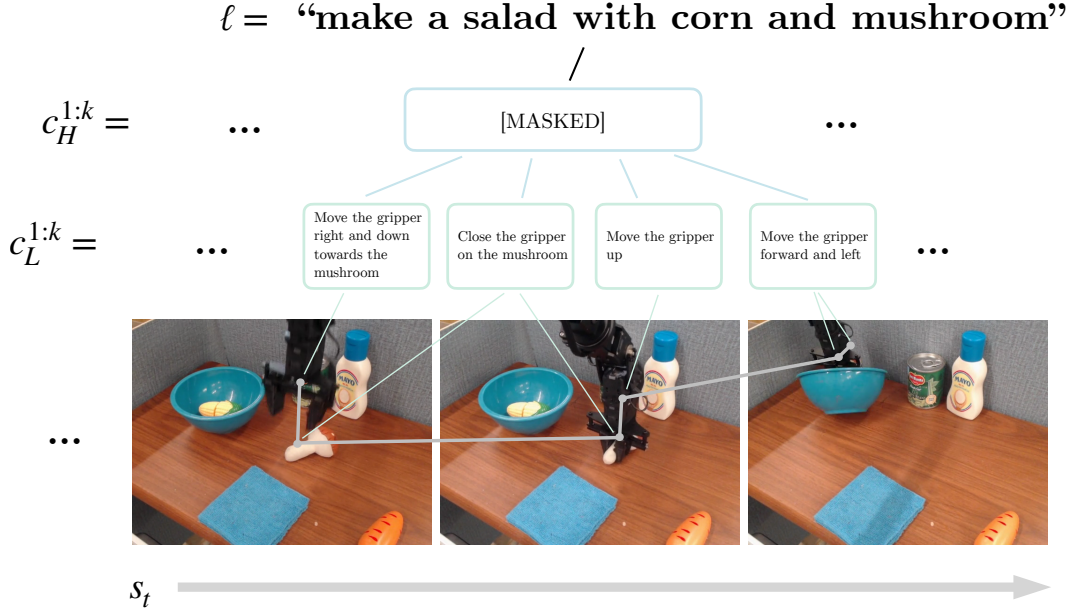 ℓ = “make a salad with corn and mushroom”
c_H^{1:k} = ... [MASKED] ...
c_L^{1:k} = ...
Move the gripper
right and down
towards the
mushroom
Close the gripper
on the mushroom
Move the gripper
up
Move the gripper
forward and left
...
...
MAYO
MAYO
MAYO
s_t